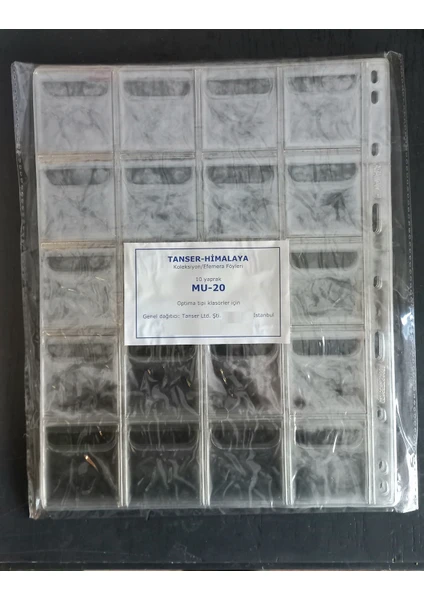 TANSER-HİMALAYA
Koleksiyon/Efemera Föyleri
10 yaprak
MU-20
Optima tipi klasörler için
Genel dağıtıcı: Tanser Ltd. Şti. İstanbul